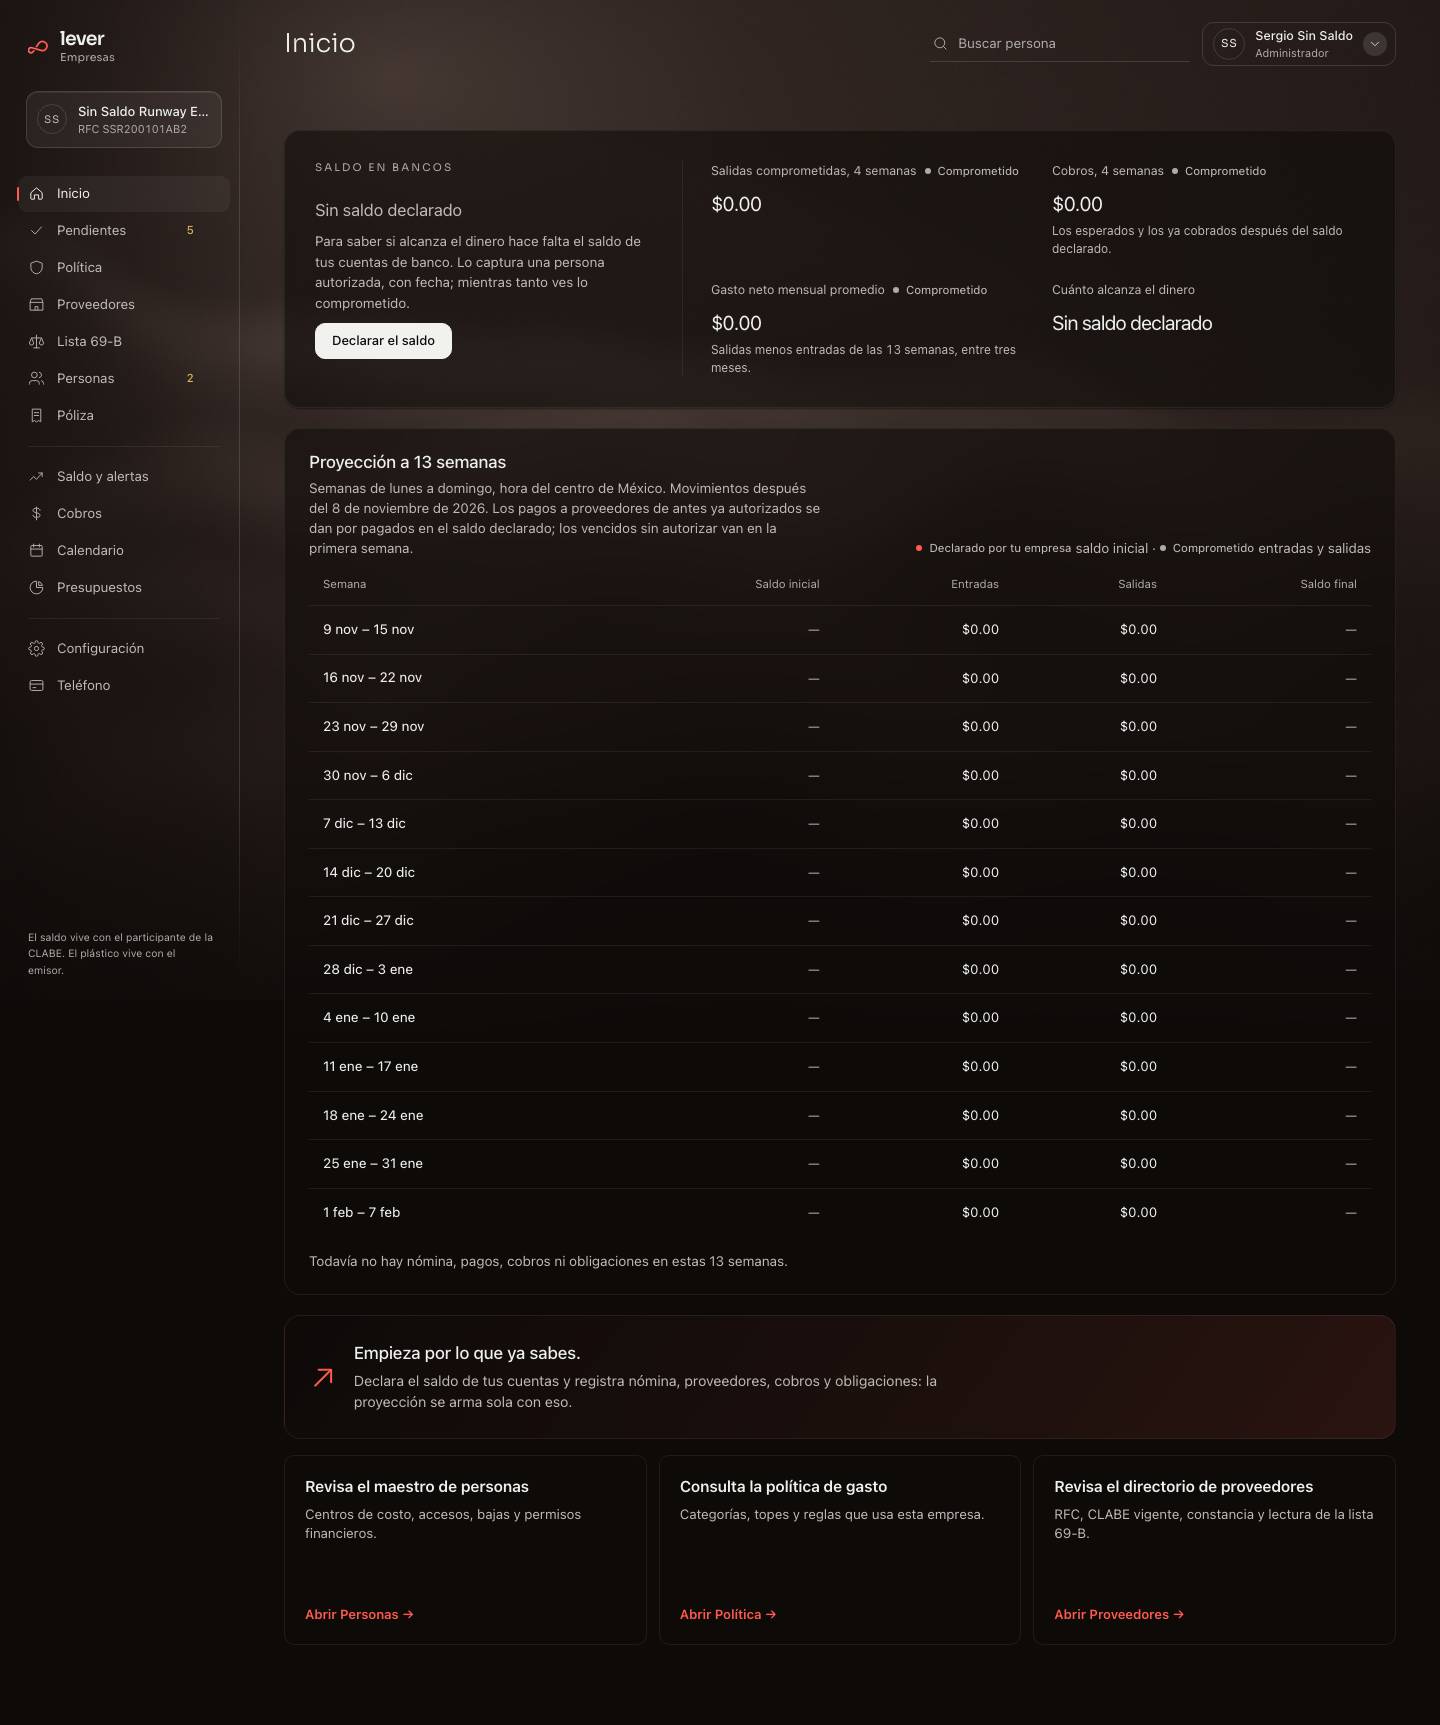 lever
Empresas
SS
Sin Saldo Runway E...
RFC SSR200101AB2
Inicio
Pendientes 5
Política
Proveedores
Lista 69-B
Personas 2
Póliza
Saldo y alertas
Cobros
Calendario
Presupuestos
Configuración
Teléfono
El saldo vive con el participante de la
CLABE. El plástico vive con el
emisor.
Inicio
Buscar persona
SS
Sergio Sin Saldo
Administrador
SALDO EN BANCOS
Sin saldo declarado
Para saber si alcanza el dinero hace falta el saldo de
tus cuentas de banco. Lo captura una persona
autorizada, con fecha; mientras tanto ves lo
comprometido.
Declarar el saldo
Salidas comprometidas, 4 semanas Comprometido
$0.00
Cobros, 4 semanas Comprometido
$0.00
Los esperados y los ya cobrados después del saldo
declarado.
Gasto neto mensual promedio Comprometido
$0.00
Salidas menos entradas de las 13 semanas, entre tres
meses.
Cuánto alcanza el dinero
Sin saldo declarado
Proyección a 13 semanas
Semanas de lunes a domingo, hora del centro de México. Movimientos después
del 8 de noviembre de 2026. Los pagos a proveedores de antes ya autorizados se
dan por pagados en el saldo declarado; los vencidos sin autorizar van en la
primera semana.
Declarado por tu empresa saldo inicial · Comprometido entradas y salidas
Semana Saldo inicial Entradas Salidas Saldo final
9 nov – 15 nov — $0.00 $0.00 —
16 nov – 22 nov — $0.00 $0.00 —
23 nov – 29 nov — $0.00 $0.00 —
30 nov – 6 dic — $0.00 $0.00 —
7 dic – 13 dic — $0.00 $0.00 —
14 dic – 20 dic — $0.00 $0.00 —
21 dic – 27 dic — $0.00 $0.00 —
28 dic – 3 ene — $0.00 $0.00 —
4 ene – 10 ene — $0.00 $0.00 —
11 ene – 17 ene — $0.00 $0.00 —
18 ene – 24 ene — $0.00 $0.00 —
25 ene – 31 ene — $0.00 $0.00 —
1 feb – 7 feb — $0.00 $0.00 —
Todavía no hay nómina, pagos, cobros ni obligaciones en estas 13 semanas.
Empieza por lo que ya sabes.
Declara el saldo de tus cuentas y registra nómina, proveedores, cobros y obligaciones: la
proyección se arma sola con eso.
Revisa el maestro de personas
Centros de costo, accesos, bajas y permisos
financieros.
Abrir Personas →
Consulta la política de gasto
Categorías, topes y reglas que usa esta empresa.
Abrir Política →
Revisa el directorio de proveedores
RFC, CLABE vigente, constancia y lectura de la lista
69-B.
Abrir Proveedores →